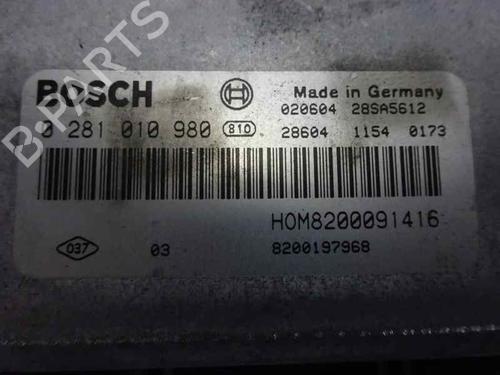 B-PARTS
BOSCH Made in Germany
020604 28SA5612
0 281 010 980 810
28604 1154 0173
HOM8200091416
037 03 8200197968